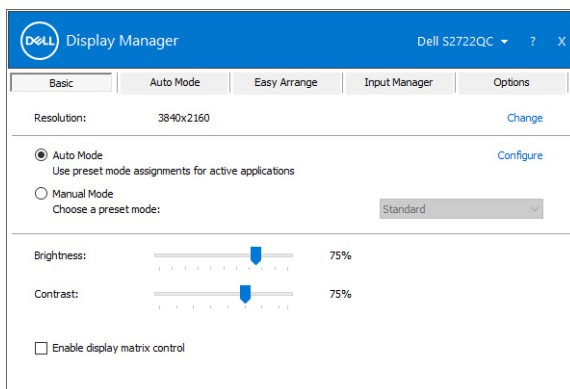 DELL Display Manager Dell S2722QC ? X
Basic Auto Mode Easy Arrange Input Manager Options
Resolution: 3840x2160 Change
Auto Mode Configure
Use preset mode assignments for active applications
Manual Mode
Choose a preset mode: Standard
Brightness: 75%
Contrast: 75%
Enable display matrix control